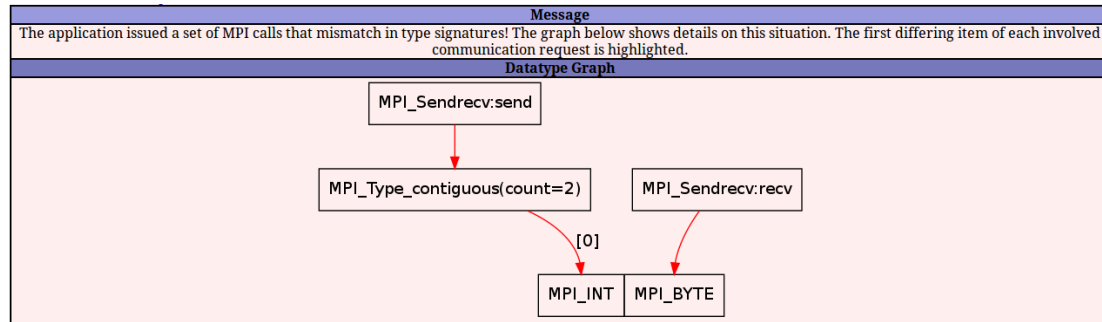 Message
The application issued a set of MPI calls that mismatch in type signatures! The graph below shows details on this situation. The first differing item of each involved
communication request is highlighted.
Datatype Graph
MPI_Sendrecv:send
MPI_Type_contiguous(count=2)
MPI_Sendrecv:recv
[0]
MPI_INT
MPI_BYTE